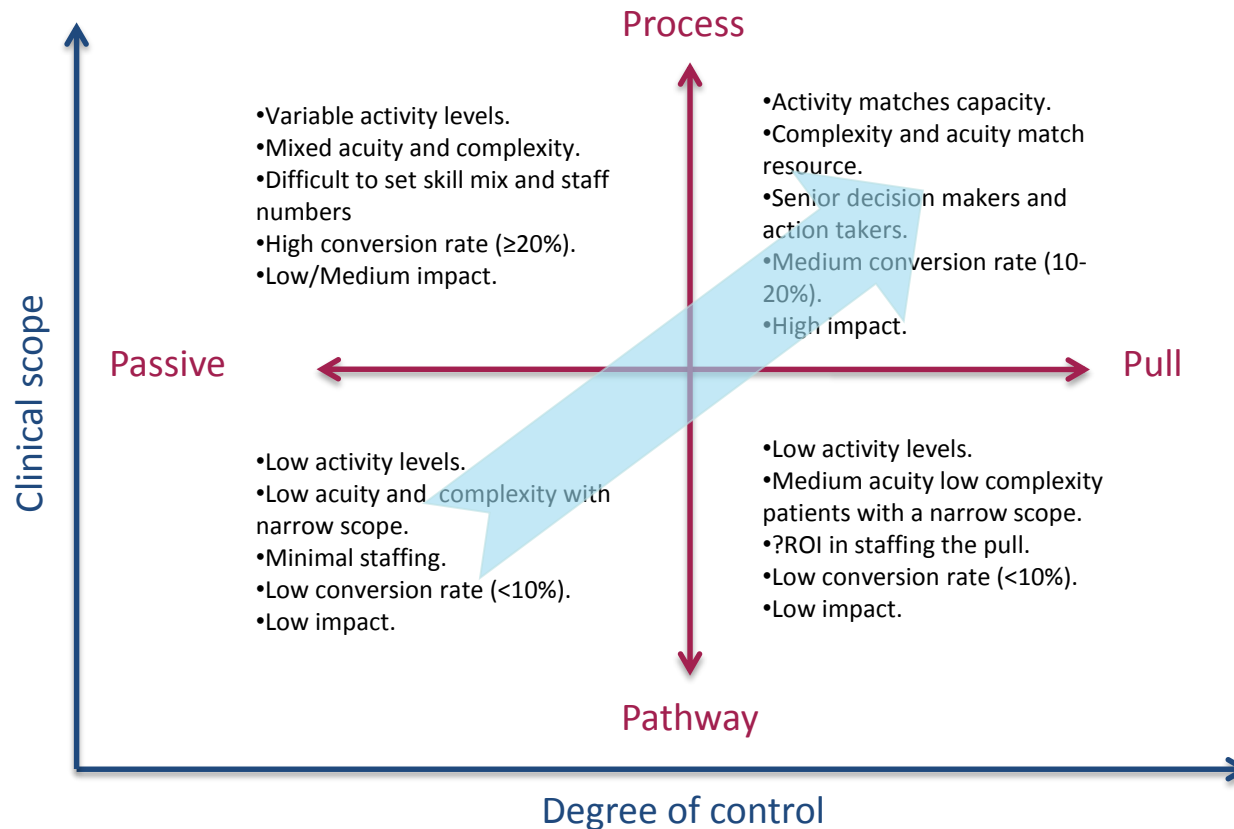 Process
•Variable activity levels.
•Mixed acuity and complexity.
•Difficult to set skill mix and staff
numbers
•High conversion rate (≥20%).
•Low/Medium impact.
•Activity matches capacity.
•Complexity and acuity match
resource.
•Senior decision makers and
action takers.
•Medium conversion rate (10-
20%).
•High impact.
Clinical scope
Passive
Pull
•Low activity levels.
•Low acuity and  complexity with
narrow scope.
•Minimal staffing.
•Low conversion rate (<10%).
•Low impact.
•Low activity levels.
•Medium acuity low complexity
patients with a narrow scope.
•?ROI in staffing the pull.
•Low conversion rate (<10%).
•Low impact.
Pathway
Degree of control